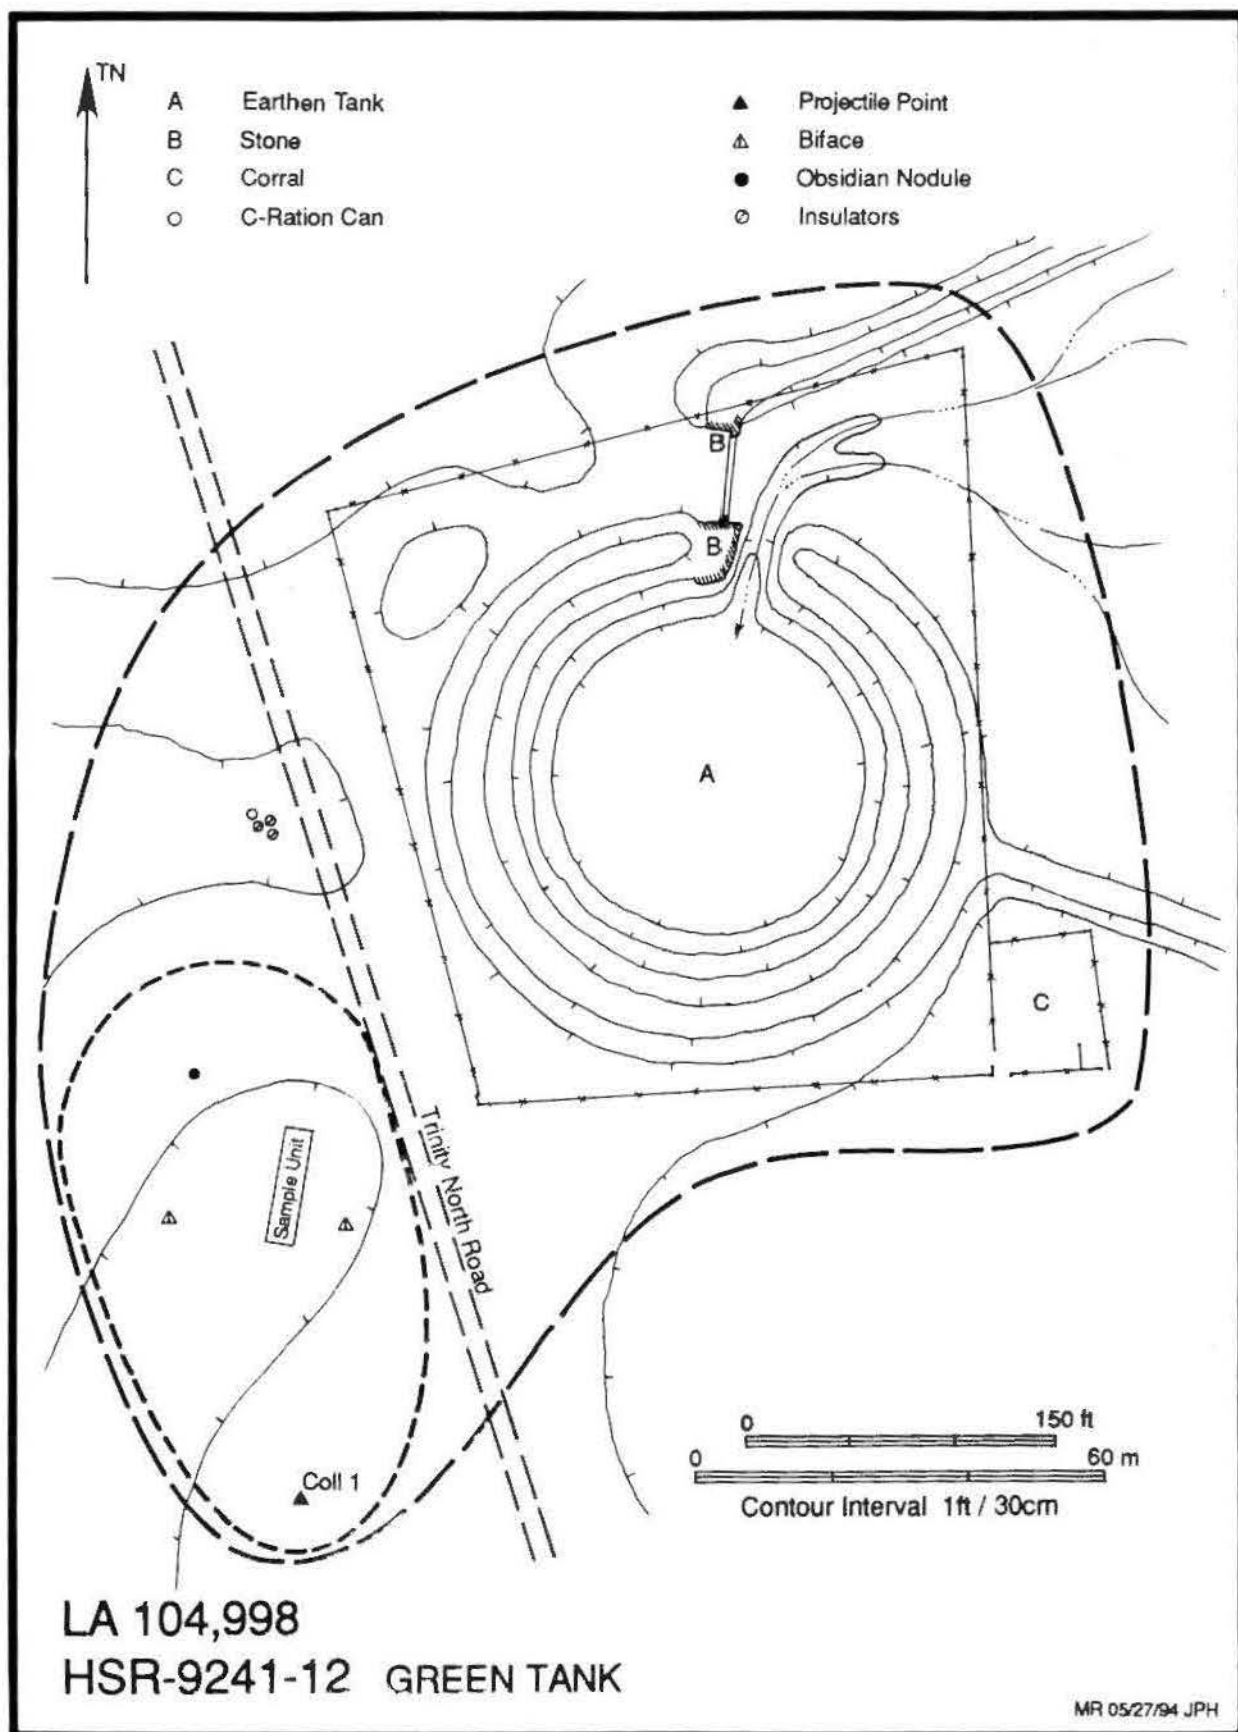 TN
A Earthen Tank
B Stone
C Corral
C-Ration Can
Projectile Point
Biface
Obsidian Nodule
Insulators
B
B
A
C
Sample Unit
Trinity North Road
Coll 1
0 150 ft
0 60 m
Contour Interval 1ft / 30cm
LA 104,998
HSR-9241-12 GREEN TANK
MR 05/27/94 JPH